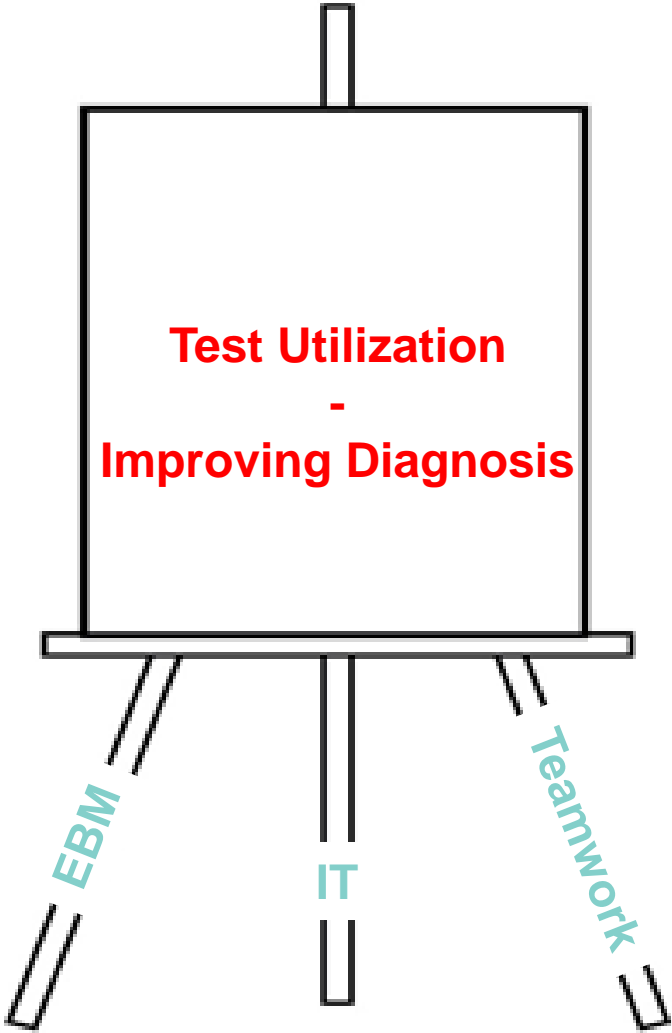 Test Utilization
-
Improving Diagnosis
EBM
IT
Teamwork